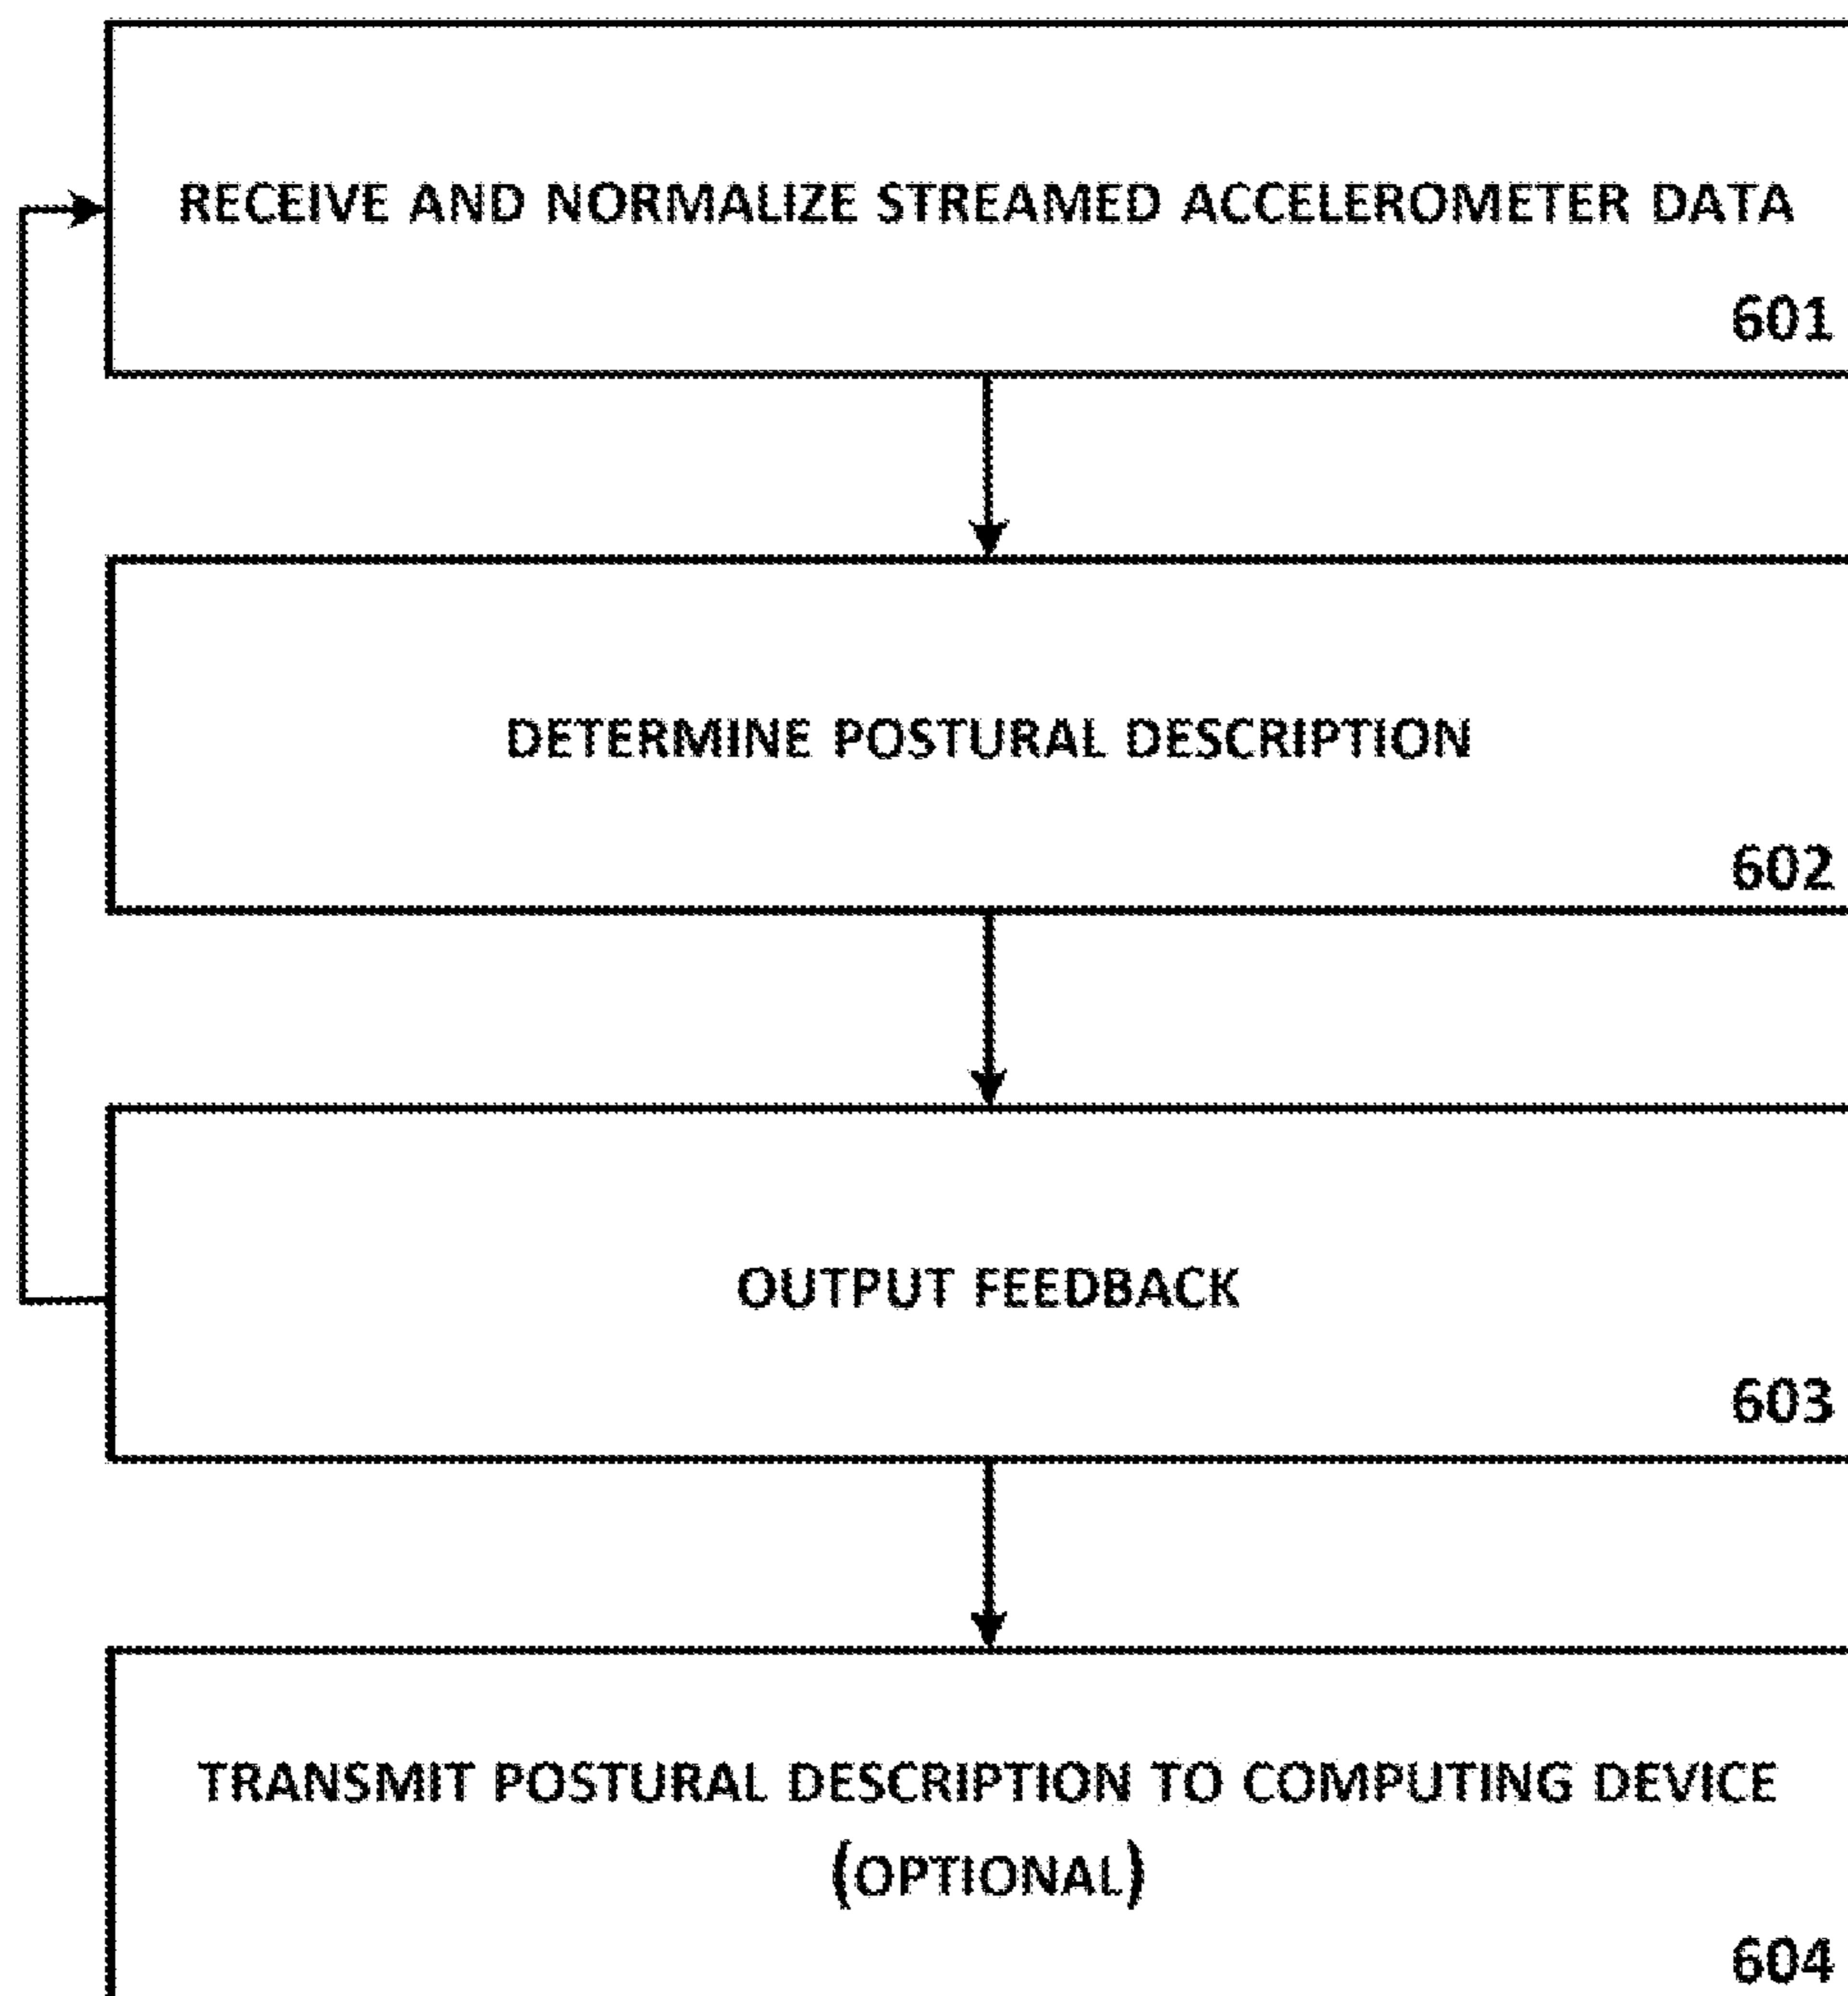 RECEIVE AND NORMALIZE STREAMED ACCELEROMETER DATA
601
DETERMINE POSTURAL DESCRIPTION
602
OUTPUT FEEDBACK
603
TRANSMIT POSTURAL DESCRIPTION TO COMPUTING DEVICE
(OPTIONAL)
604